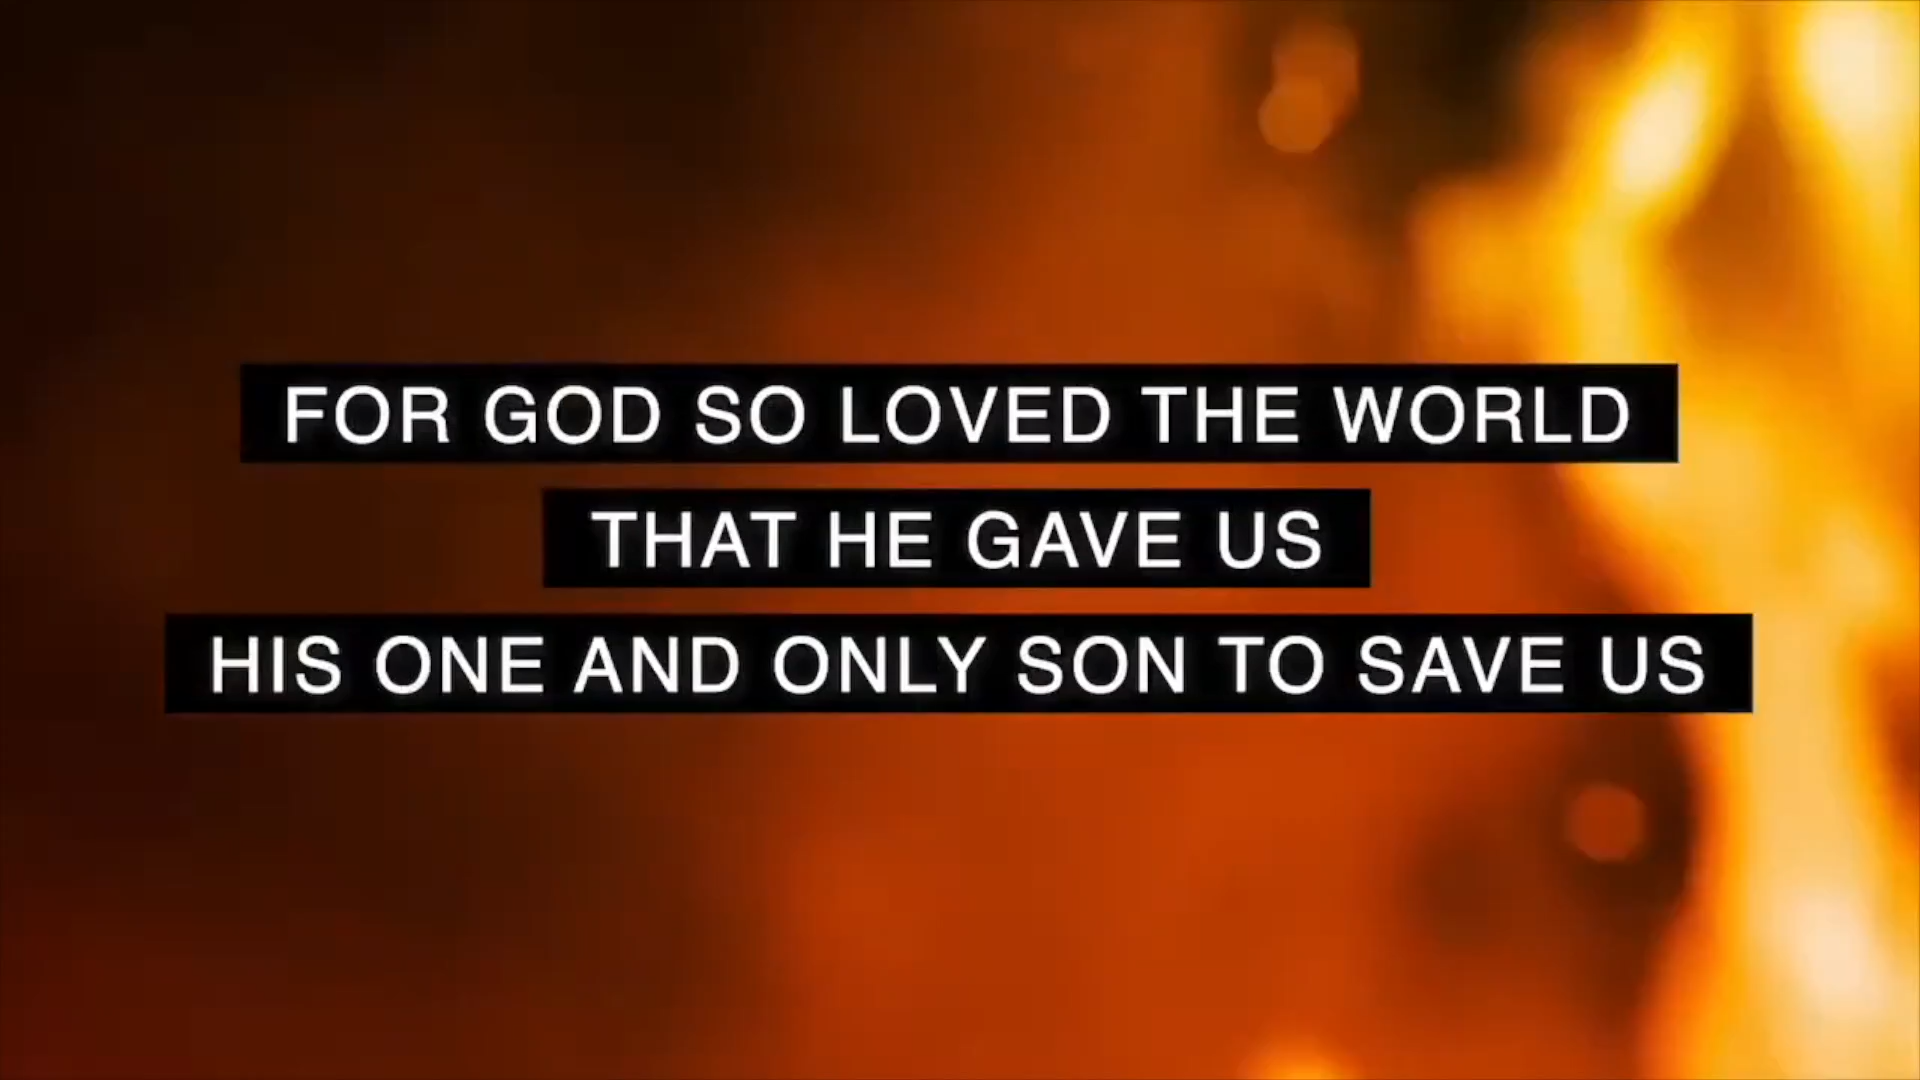 FOR GOD SO LOVED THE WORLD
THAT HE GAVE US
HIS ONE AND ONLY SON TO SAVE US